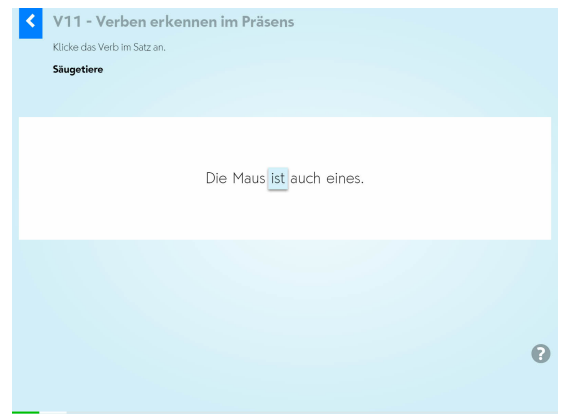 V11 - Verben erkennen im Präsens
Klicke das Verb im Satz an.
Säugetiere
Die Maus ist auch eines.
?